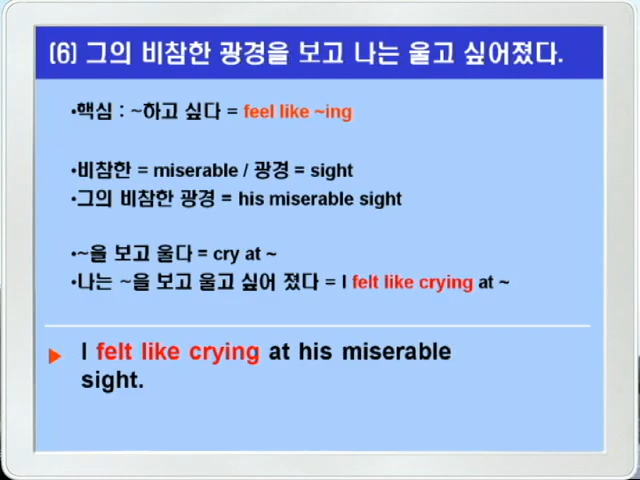 (6) 그의 비참한 광경을 보고 나는 울고 싶어졌다.
•핵심 : ~하고 싶다 = feel like ~ing
•비참한 = miserable / 광경 = sight
•그의 비참한 광경 = his miserable sight
•~을 보고 울다 = cry at ~
•나는 ~을 보고 울고 싶어 졌다 = I felt like crying at ~
I felt like crying at his miserable
sight.